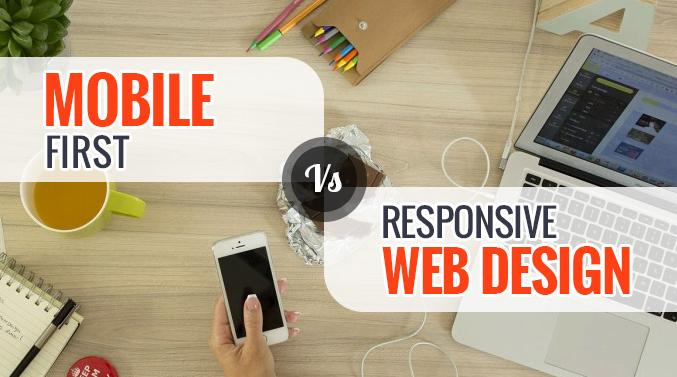 MOBILE
FIRST
Vs
RESPONSIVE
WEB DESIGN